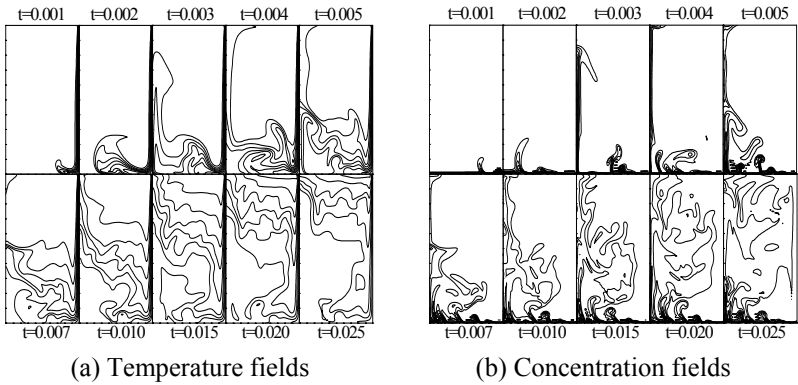 t=0.001 t=0.002 t=0.003 t=0.004 t=0.005
t=0.007 t=0.010 t=0.015 t=0.020 t=0.025
(a) Temperature fields
t=0.001 t=0.002 t=0.003 t=0.004 t=0.005
t=0.007 t=0.010 t=0.015 t=0.020 t=0.025
(b) Concentration fields